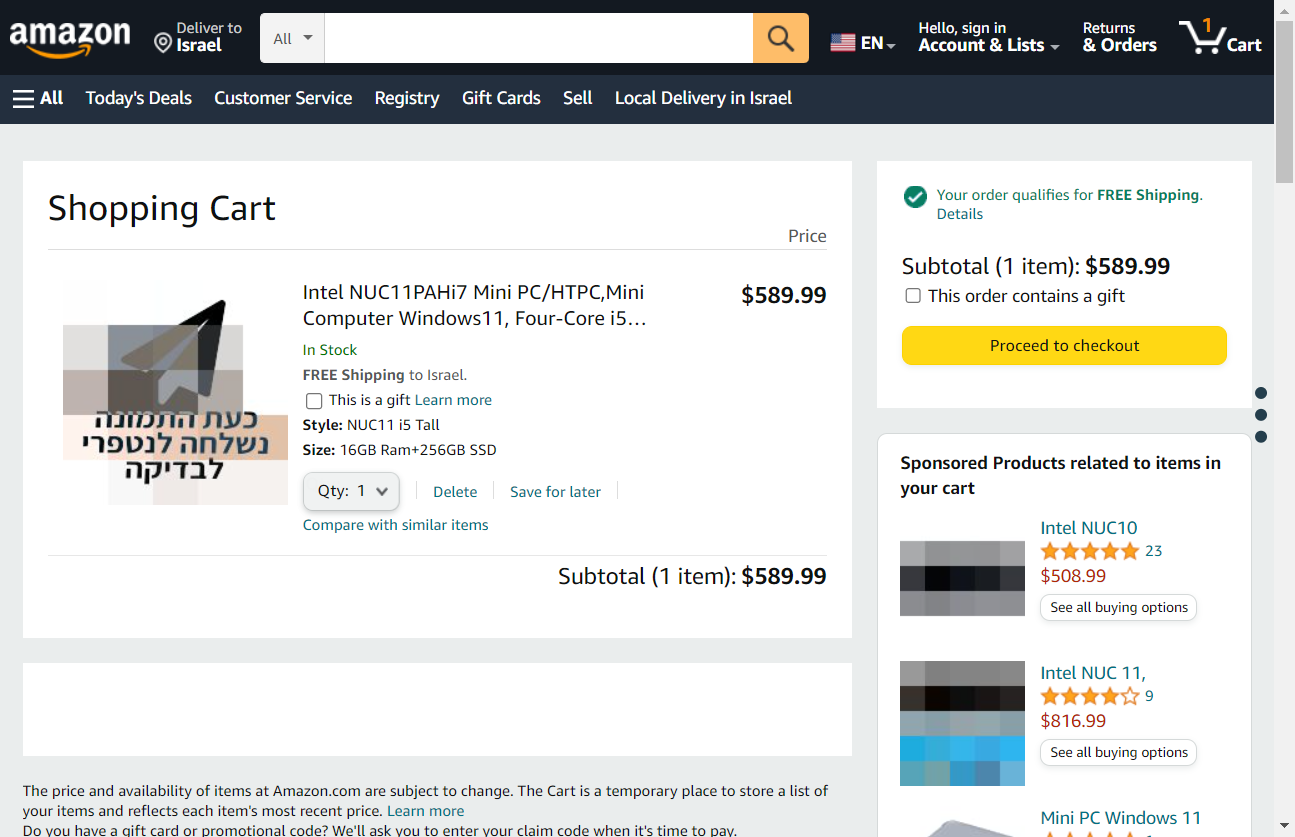 amazon
Deliver to
Israel
All
EN
Hello, sign in
Account & Lists
Returns
& Orders
1
Cart
All
Today's Deals
Customer Service
Registry
Gift Cards
Sell
Local Delivery in Israel
Shopping Cart
Price
כעת התמונה
נשלחה לנטפרי
לבדיקה
Intel NUC11PAHi7 Mini PC/HTPC,Mini
Computer Windows11, Four-Core i5…
$589.99
In Stock
FREE Shipping to Israel.
This is a gift Learn more
Style: NUC11 i5 Tall
Size: 16GB Ram+256GB SSD
Qty: 1
Delete
Save for later
Compare with similar items
Subtotal (1 item): $589.99
Your order qualifies for FREE Shipping.
Details
Subtotal (1 item): $589.99
This order contains a gift
Proceed to checkout
Sponsored Products related to items in
your cart
Intel NUC10
23
$508.99
See all buying options
Intel NUC 11,
9
$816.99
See all buying options
Mini PC Windows 11
The price and availability of items at Amazon.com are subject to change. The Cart is a temporary place to store a list of
your items and reflects each item's most recent price. Learn more
Do you have a gift card or promotional code? We'll ask you to enter your claim code when it's time to pay.